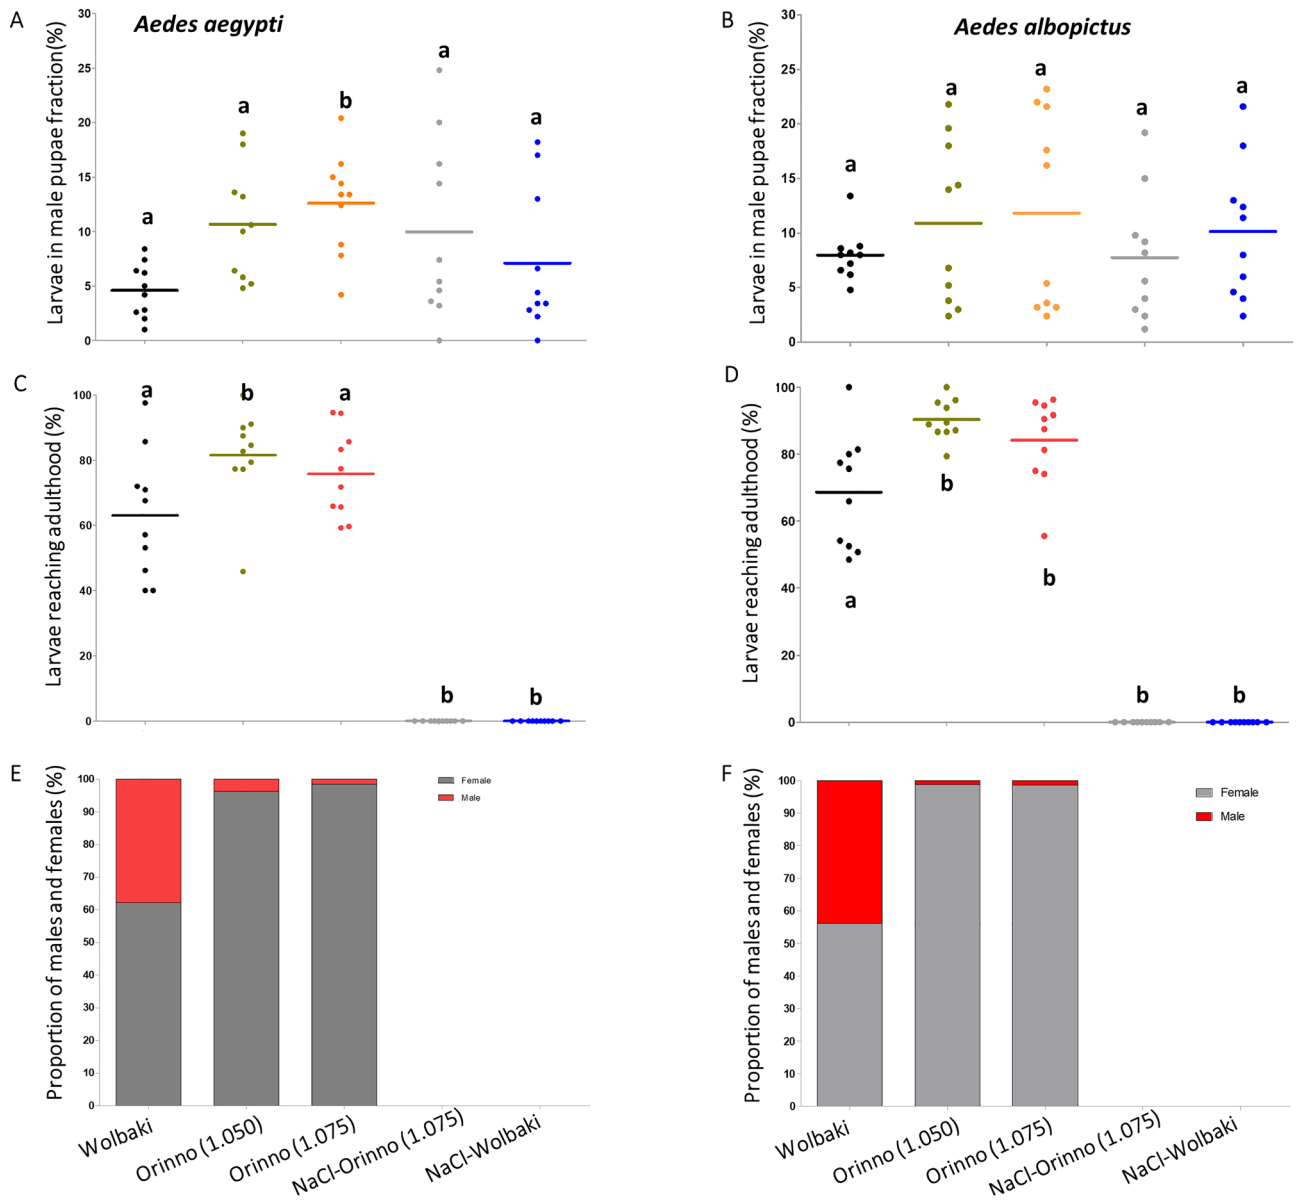 A
Aedes aegypti
Larvae in male pupae fraction(%)
30
25
20
15
10
5
0
a
a
b
a
a
B
Aedes albopictus
Larvae in male pupae fraction(%)
30
25
20
15
10
5
0
a
a
a
a
a
C
Larvae reaching adulthood (%)
100
80
60
40
20
0
a
b
a
b
b
D
Larvae reaching adulthood (%)
100
80
60
40
20
0
a
b
b
b
b
E
Proportion of males and females (%)
100
90
80
70
60
50
40
30
20
10
0
Female
Male
Wolbaki
Orinno (1.050)
Orinno (1.075)
NaCl-Orinno (1.075)
NaCl-Wolbaki
F
Proportion of males and females (%)
100
90
80
70
60
50
40
30
20
10
0
Female
Male
Wolbaki
Orinno (1.050)
Orinno (1.075)
NaCl-Orinno (1.075)
NaCl-Wolbaki